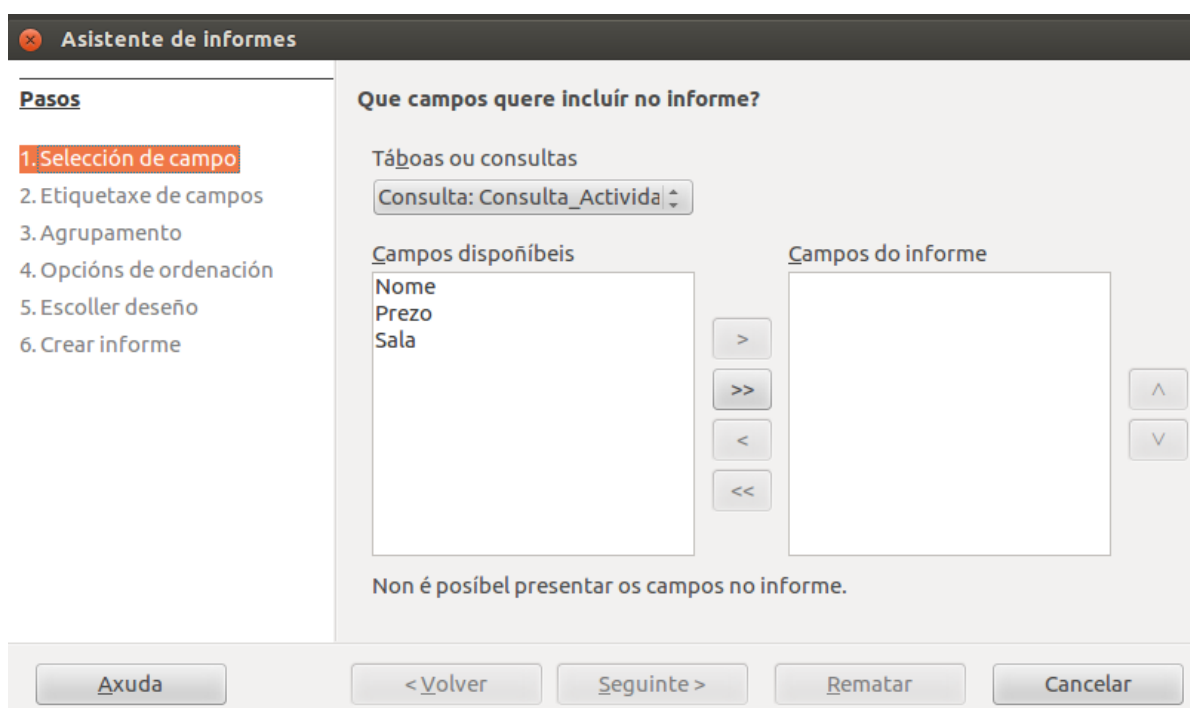 Asistente de informes
Pasos
1. Selección de campo
2. Etiquetaxe de campos
3. Agrupamento
4. Opcións de ordenación
5. Escoller deseño
6. Crear informe
Que campos quere incluír no informe?
Táboas ou consultas
Consulta: Consulta_Activida
Campos dispoñíbeis
Nome
Prezo
Sala
>
>>
<
<<
Campos do informe
Non é posíbel presentar os campos no informe.
Axuda
< Volver
Seguinte >
Rematar
Cancelar